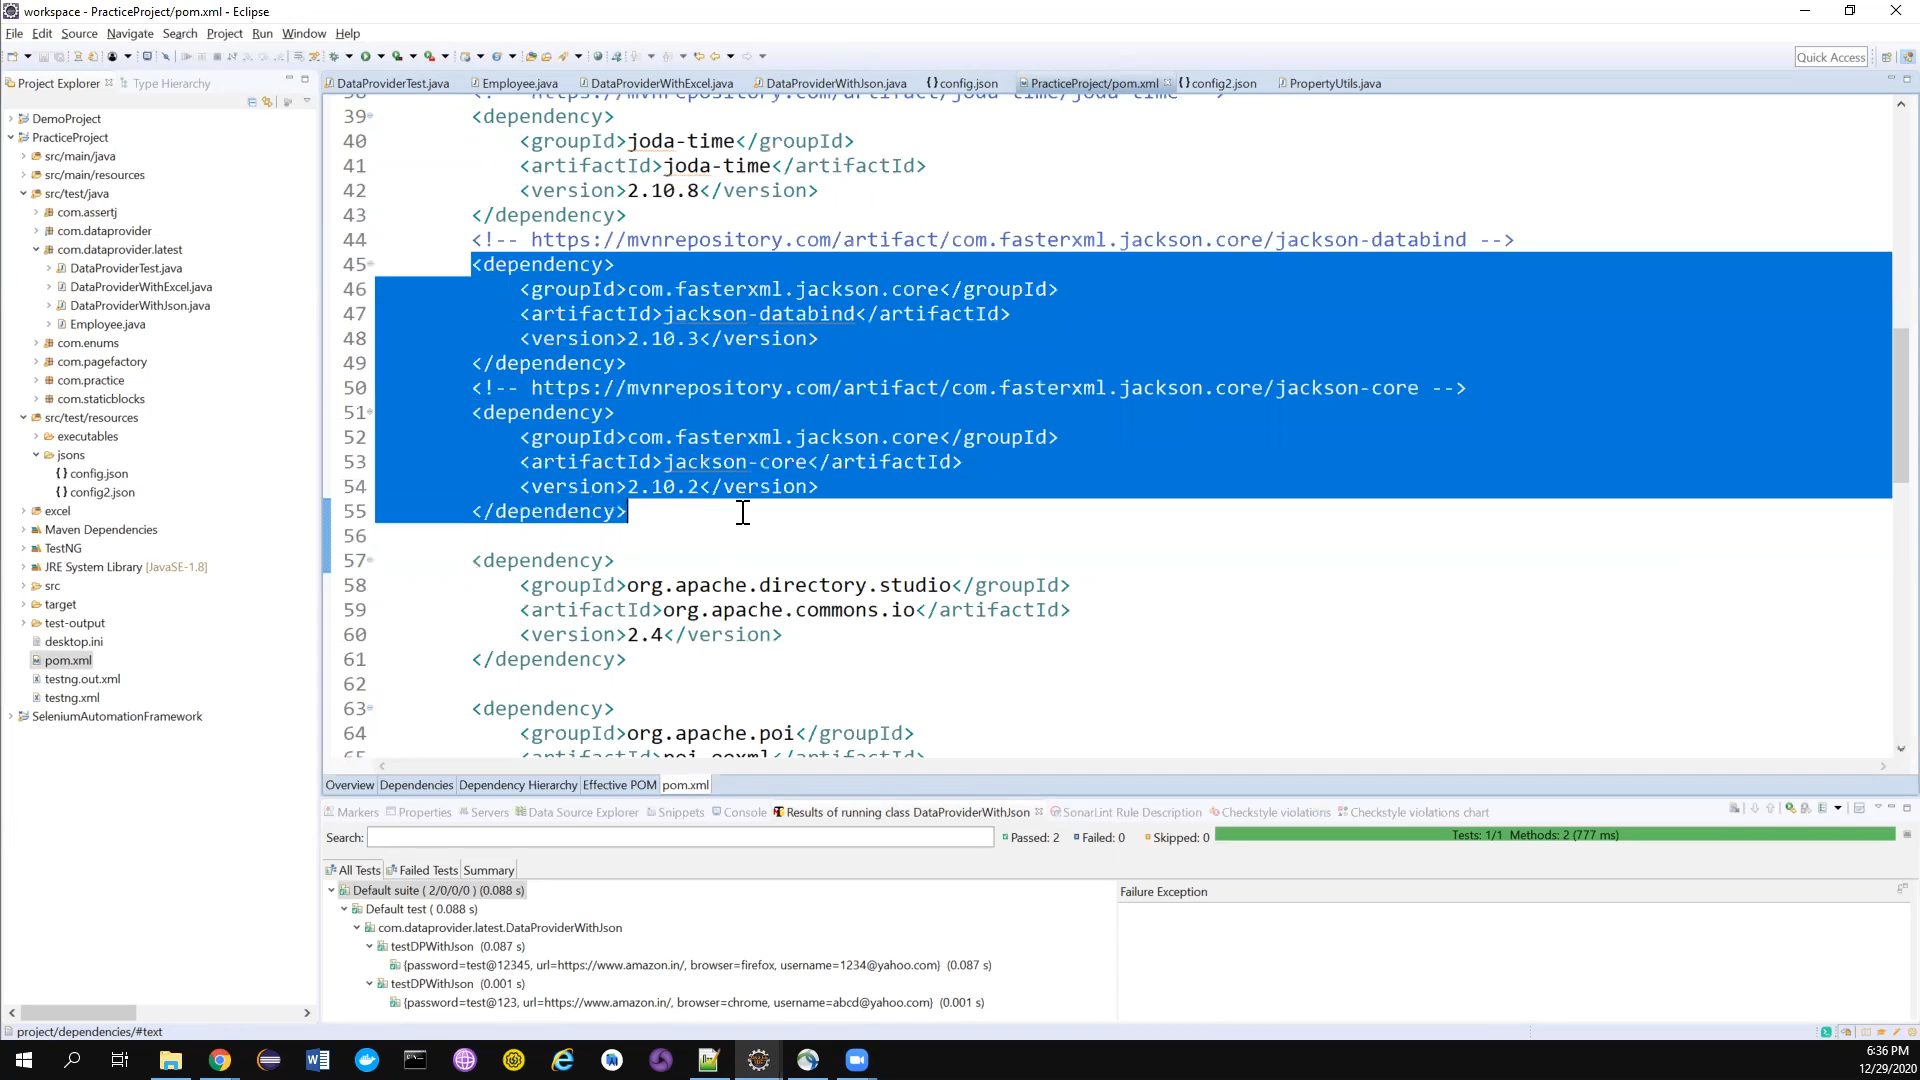 workspace - PracticeProject/pom.xml - Eclipse
File Edit Source Navigate Search Project Run Window Help
Quick Access
Project Explorer Type Hierarchy
DataProviderTest.java Employee.java DataProviderWithExcel.java DataProviderWithJson.java {} config.json PracticeProject/pom.xml {} config2.json PropertyUtils.java
DemoProject
PracticeProject
src/main/java
src/main/resources
src/test/java
com.assertj
com.dataprovider
com.dataprovider.latest
DataProviderTest.java
DataProviderWithExcel.java
DataProviderWithJson.java
Employee.java
com.enums
com.pagefactory
com.practice
com.staticblocks
src/test/resources
executables
jsons
{} config.json
{} config2.json
excel
Maven Dependencies
TestNG
JRE System Library [JavaSE-1.8]
src
target
test-output
desktop.ini
pom.xml
testng.out.xml
testng.xml
SeleniumAutomationFramework
38 <!-- https://mvnrepository.com/artifact/joda-time/joda-time -->
39 <dependency>
40 <groupId>joda-time</groupId>
41 <artifactId>joda-time</artifactId>
42 <version>2.10.8</version>
43 </dependency>
44 <!-- https://mvnrepository.com/artifact/com.fasterxml.jackson.core/jackson-databind -->
45 <dependency>
46 <groupId>com.fasterxml.jackson.core</groupId>
47 <artifactId>jackson-databind</artifactId>
48 <version>2.10.3</version>
49 </dependency>
50 <!-- https://mvnrepository.com/artifact/com.fasterxml.jackson.core/jackson-core -->
51 <dependency>
52 <groupId>com.fasterxml.jackson.core</groupId>
53 <artifactId>jackson-core</artifactId>
54 <version>2.10.2</version>
55 </dependency>
56
57 <dependency>
58 <groupId>org.apache.directory.studio</groupId>
59 <artifactId>org.apache.commons.io</artifactId>
60 <version>2.4</version>
61 </dependency>
62
63 <dependency>
64 <groupId>org.apache.poi</groupId>
65 <artifactId>poi-ooxml</artifactId>
Overview Dependencies Dependency Hierarchy Effective POM pom.xml
Markers Properties Servers Data Source Explorer Snippets Console Results of running class DataProviderWithJson SonarLint Rule Description Checkstyle violations Checkstyle violations chart
Search: Passed: 2 Failed: 0 Skipped: 0 Tests: 1/1 Methods: 2 (777 ms)
All Tests Failed Tests Summary
Default suite ( 2/0/0/0 ) (0.088 s)
Default test ( 0.088 s)
com.dataprovider.latest.DataProviderWithJson
testDPWithJson (0.087 s)
{password=test@12345, url=https://www.amazon.in/, browser=firefox, username=1234@yahoo.com} (0.087 s)
testDPWithJson (0.001 s)
{password=test@123, url=https://www.amazon.in/, browser=chrome, username=abcd@yahoo.com} (0.001 s)
Failure Exception
project/dependencies/#text
6:36 PM
12/29/2020